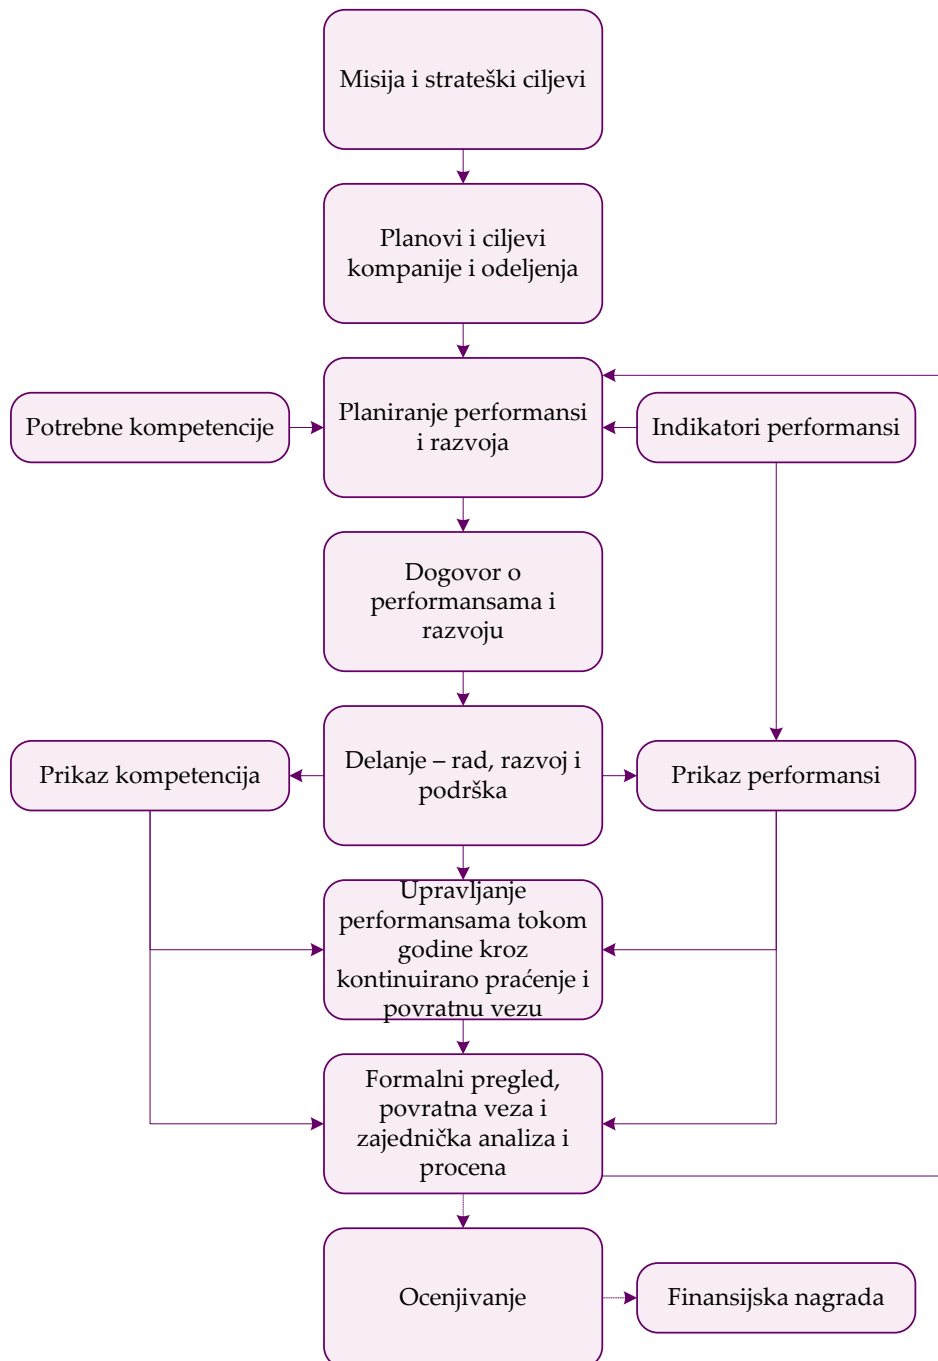 Misija i strateški ciljevi
Planovi i ciljevi
kompanije i odeljenja
Potrebne kompetencije
Planiranje performansi
i razvoja
Indikatori performansi
Dogovor o
performansama i
razvoju
Prikaz kompetencija
Delanje – rad, razvoj i
podrška
Prikaz performansi
Upravljanje
performansama tokom
godine kroz
kontinuirano praćenje i
povratnu vezu
Formalni pregled,
povratna veza i
zajednička analiza i
procena
Ocenjivanje
Finansijska nagrada